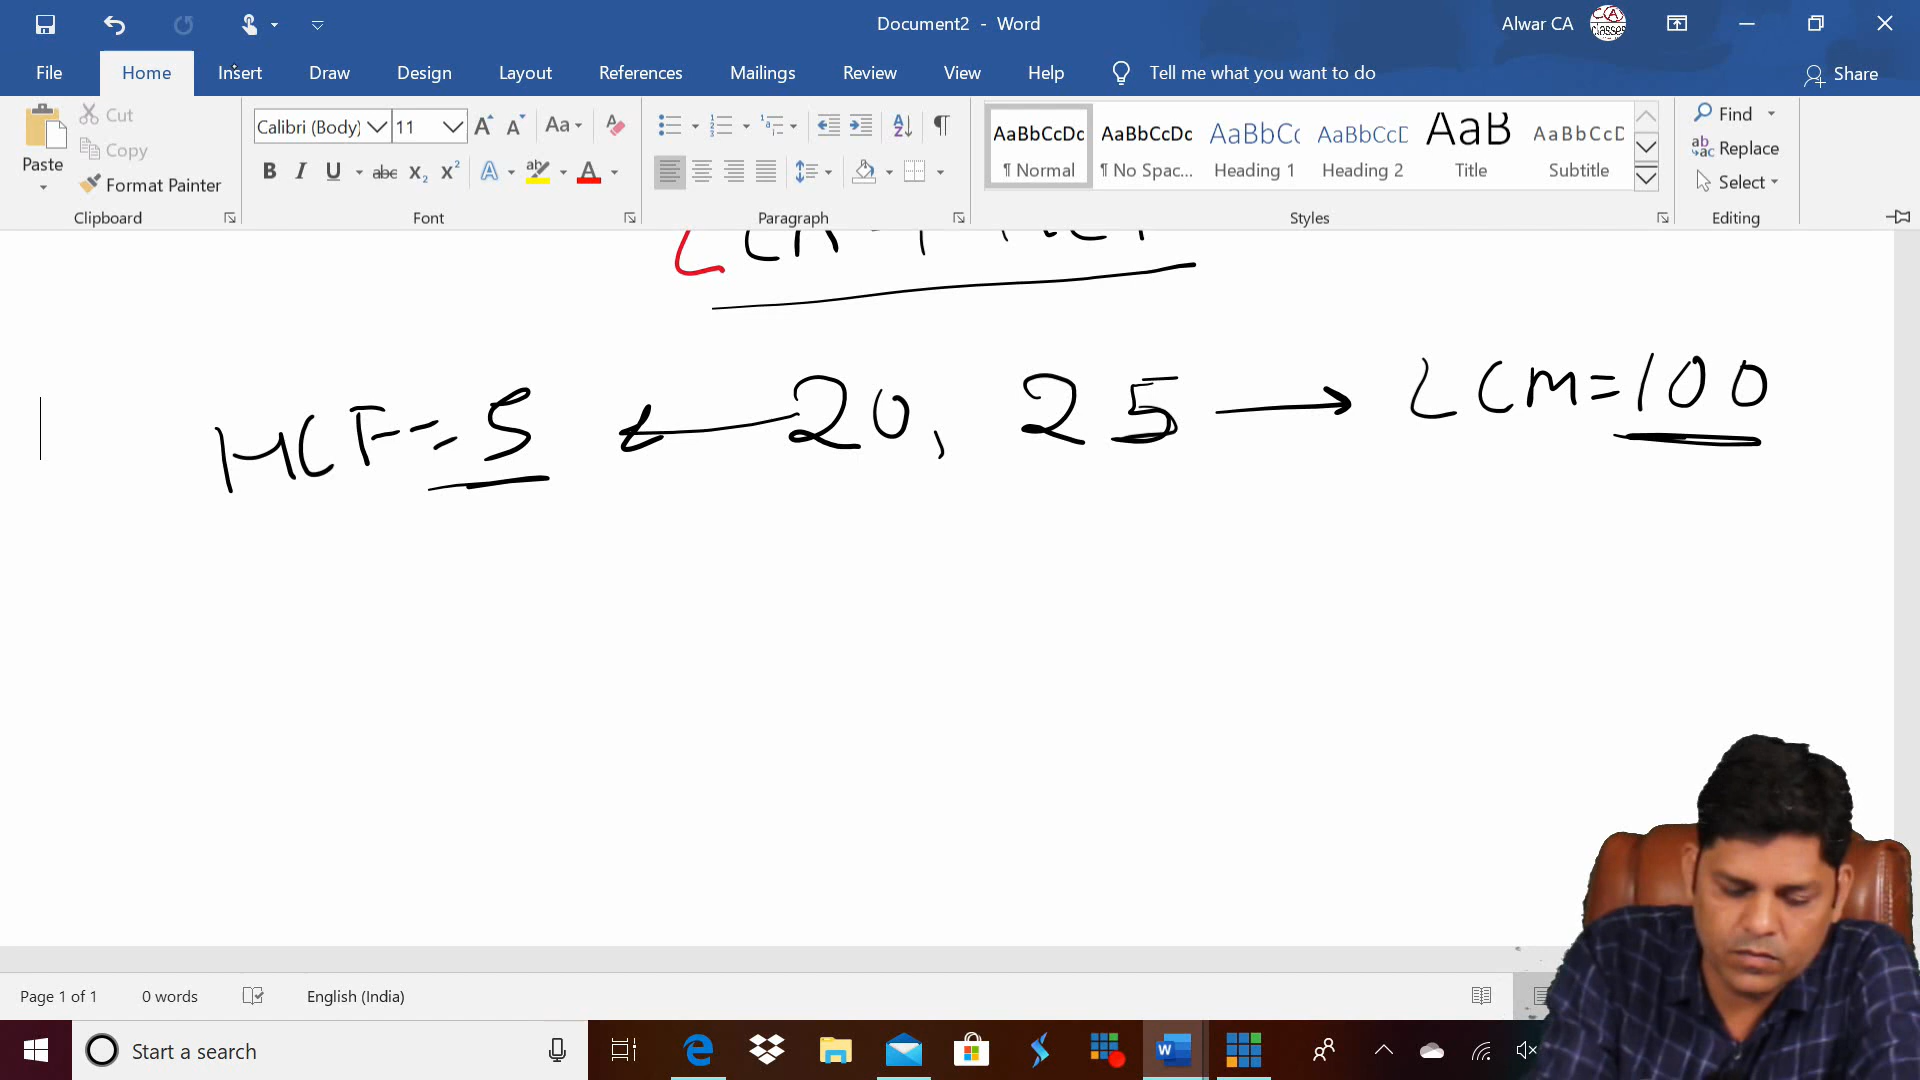 Document2 - Word
Alwar CA
CA classes
File Home Insert Draw Design Layout References Mailings Review View Help Tell me what you want to do Share
Paste
Cut
Copy
Format Painter
Clipboard
Calibri (Body) 11
Font
Paragraph
AaBbCcDc AaBbCcDc AaBbCc AaBbCcD AaB AaBbCcD
¶ Normal ¶ No Spac... Heading 1 Heading 2 Title Subtitle
Styles
Find
Replace
Select
Editing
HCF = 5 20, 25 LCM = 100
Page 1 of 1 0 words English (India)
Start a search